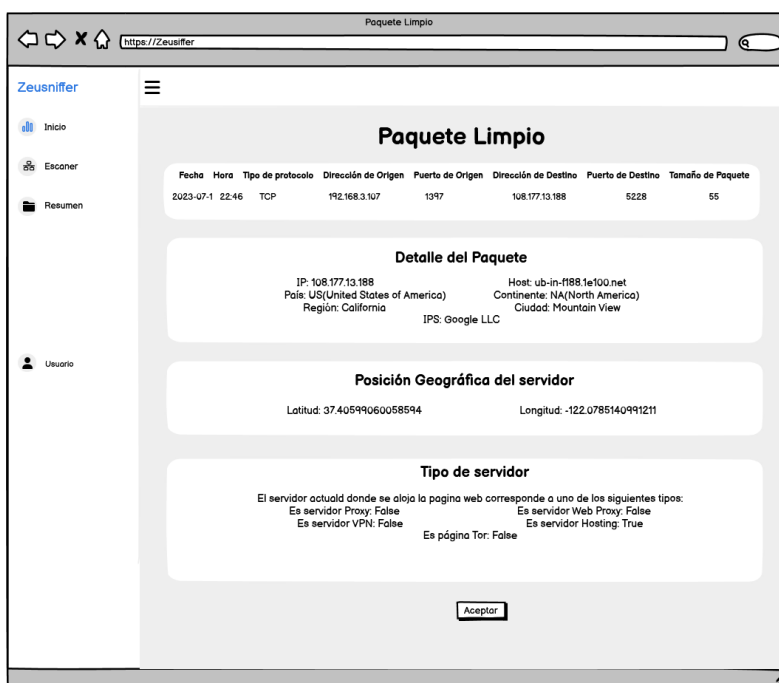 Paquete Limpio
https://Zeusiffer
Zeusniffer
Inicio
Escaner
Resumen
Usuario
Paquete Limpio
Fecha Hora Tipo de protocolo Dirección de Origen Puerto de Origen Dirección de Destino Puerto de Destino Tamaño de Paquete
2023-07-1 22:46 TCP 192.168.3.107 1397 108.177.13.188 5228 55
Detalle del Paquete
IP: 108.177.13.188 Host: ub-in-f188.1e100.net
País: US(United States of America) Continente: NA(North America)
Región: California Ciudad: Mountain View
IPS: Google LLC
Posición Geográfica del servidor
Latitud: 37.40599060058594 Longitud: -122.0785140991211
Tipo de servidor
El servidor actuald donde se aloja la pagina web corresponde a uno de los siguientes tipos:
Es servidor Proxy: False Es servidor Web Proxy: False
Es servidor VPN: False Es servidor Hosting: True
Es página Tor: False
Aceptar